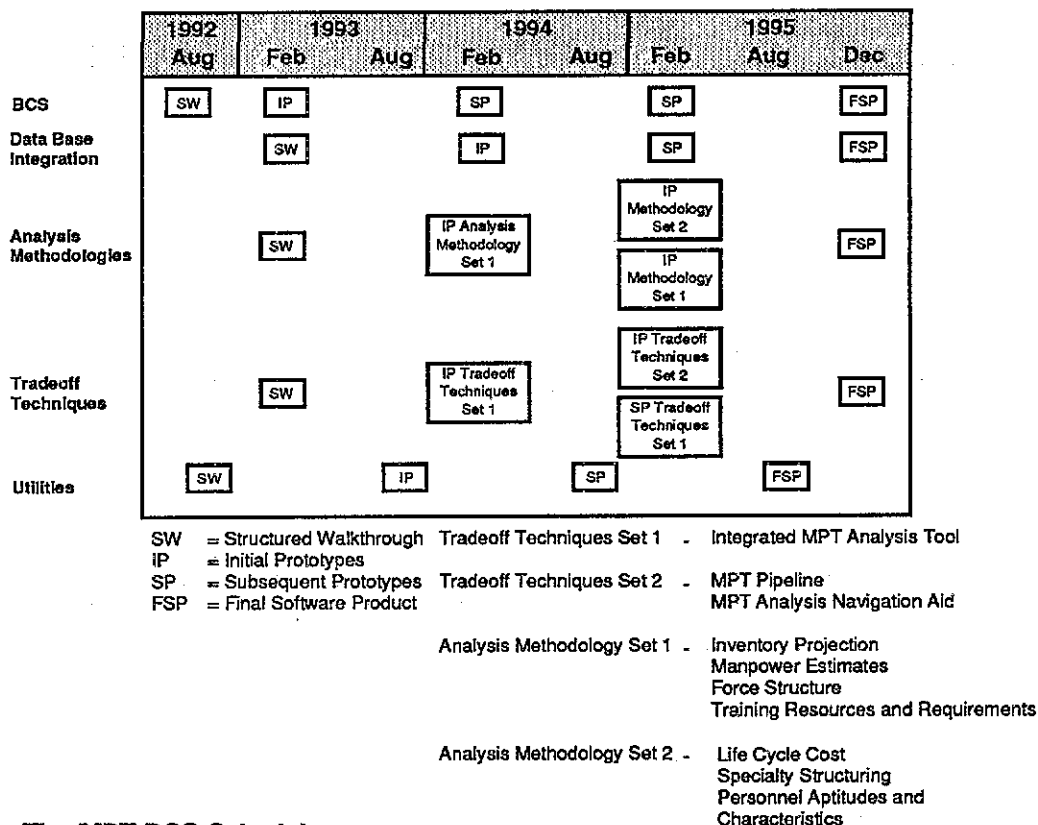 1992 1993 1994 1995
Aug Feb Aug Feb Aug Feb Aug Dec
BCS SW IP SP SP FSP
Data Base
Integration SW IP SP FSP
Analysis
Methodologies
SW
IP Analysis
Methodology
Set 1
IP
Methodology
Set 2
IP
Methodology
Set 1
FSP
Tradeoff
Techniques
SW
IP Tradeoff
Techniques
Set 1
IP Tradeoff
Techniques
Set 2
SP Tradeoff
Techniques
Set 1
FSP
Utilities SW IP SP FSP
SW = Structured Walkthrough
IP = Initial Prototypes
SP = Subsequent Prototypes
FSP = Final Software Product
Tradeoff Techniques Set 1 - Integrated MPT Analysis Tool
Tradeoff Techniques Set 2 - MPT Pipeline
MPT Analysis Navigation Aid
Analysis Methodology Set 1 - Inventory Projection
Manpower Estimates
Force Structure
Training Resources and Requirements
Analysis Methodology Set 2 - Life Cycle Cost
Specialty Structuring
Personnel Aptitudes and
Characteristics